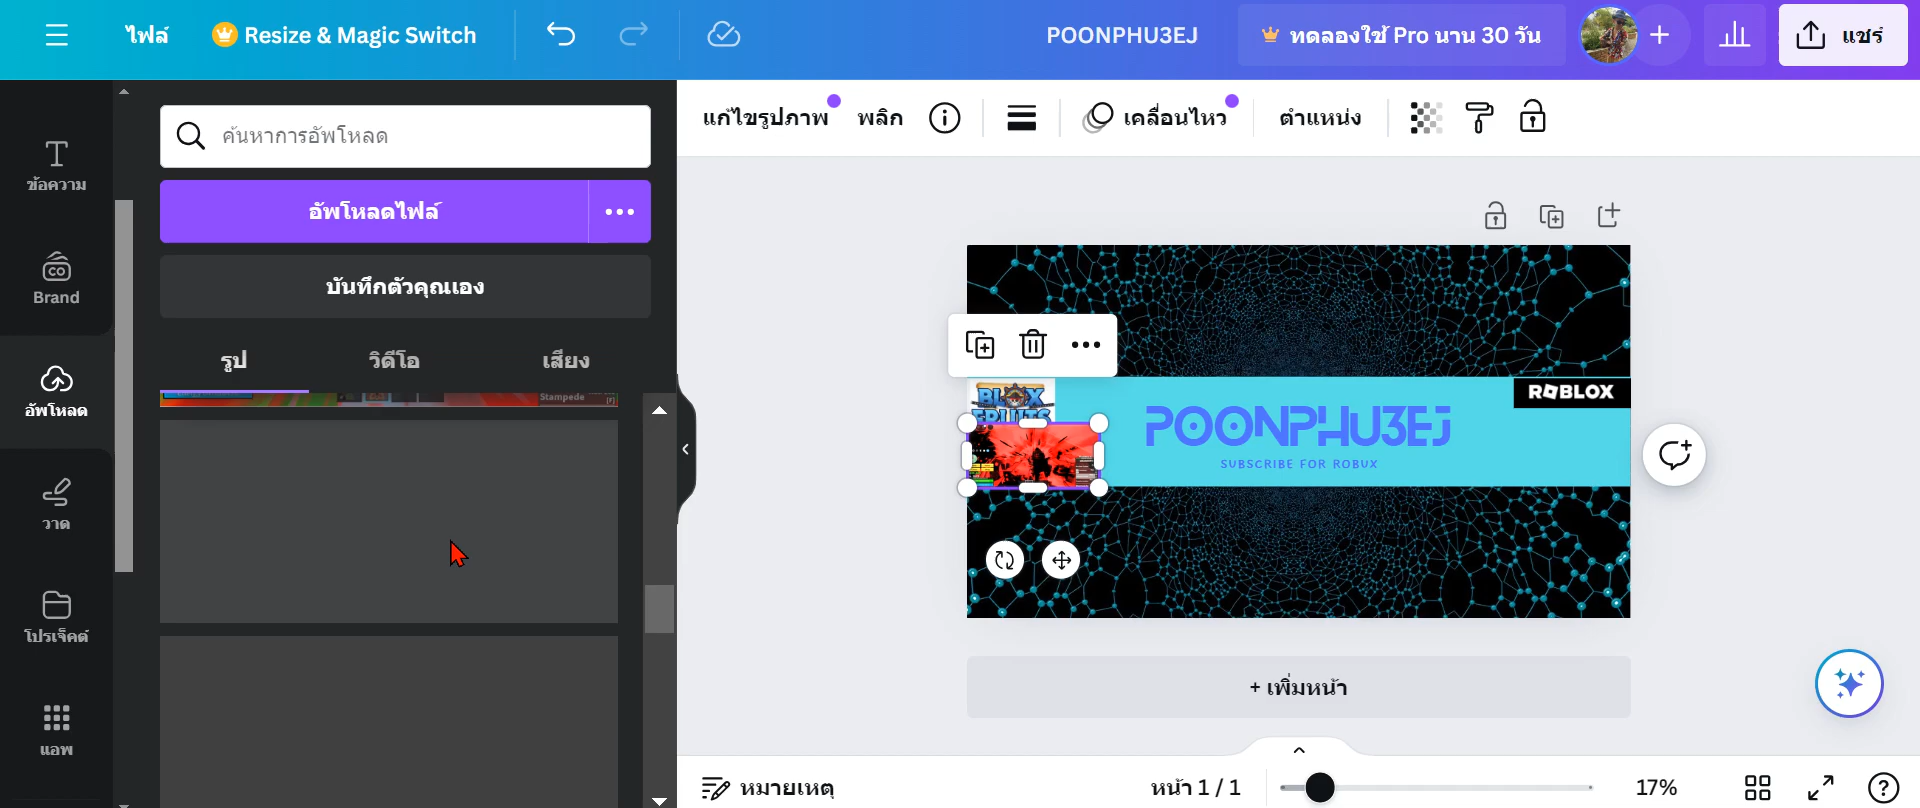 ไฟล์
Resize & Magic Switch
POONPHU3EJ
ทดลองใช้ Pro นาน 30 วัน
แชร์
ข้อความ
Brand
อัพโหลด
วาด
โปรเจ็คต์
แอพ
ค้นหาการอัพโหลด
อัพโหลดไฟล์
บันทึกตัวคุณเอง
รูป วิดีโอ เสียง
Stampede
แก้ไขรูปภาพ พลิก เคลื่อนไหว ตำแหน่ง
BLOX
FRUITS
ROBLOX
POONPHU3EJ
SUBSCRIBE FOR ROBUX
+ เพิ่มหน้า
หมายเหตุ
หน้า 1 / 1
17%